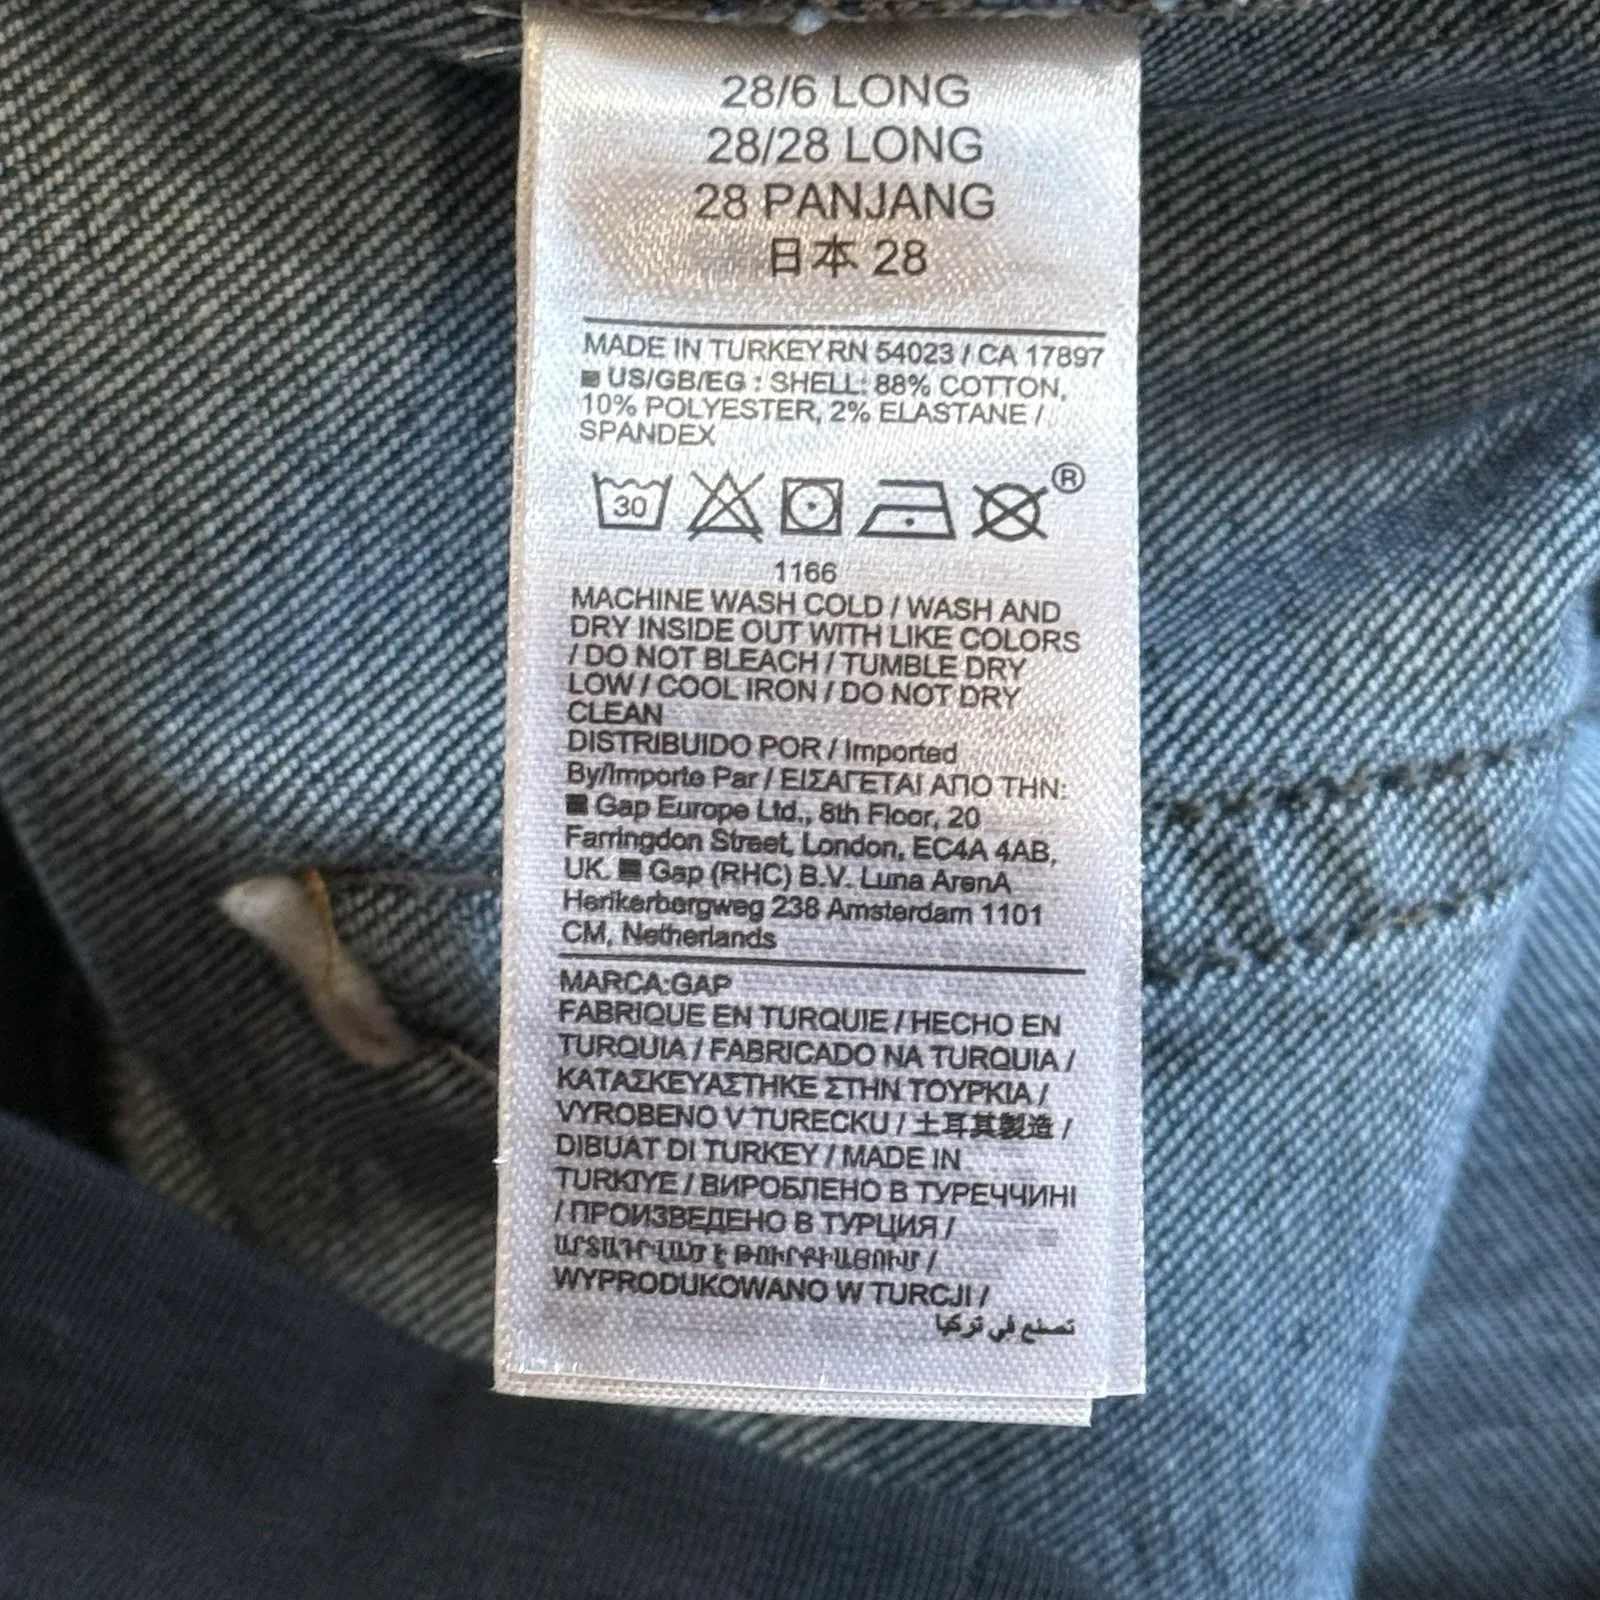 28/6 LONG
28/28 LONG
28 PANJANG
日本 28
MADE IN TURKEY RN 54023 / CA 17897
US/GB/EG : SHELL: 88% COTTON,
10% POLYESTER, 2% ELASTANE /
SPANDEX
30
®
1166
MACHINE WASH COLD / WASH AND
DRY INSIDE OUT WITH LIKE COLORS
/ DO NOT BLEACH / TUMBLE DRY
LOW / COOL IRON / DO NOT DRY
CLEAN
DISTRIBUIDO POR / Imported
By/Importe Par / ΕΙΣΑΓΕΤΑΙ ΑΠΟ ΤΗΝ:
Gap Europe Ltd., 8th Floor, 20
Farringdon Street, London, EC4A 4AB,
UK. Gap (RHC) B.V. Luna ArenA
Herikerbergweg 238 Amsterdam 1101
CM, Netherlands
MARCA:GAP
FABRIQUE EN TURQUIE / HECHO EN
TURQUIA / FABRICADO NA TURQUIA /
ΚΑΤΑΣΚΕΥΑΣΤΗΚΕ ΣΤΗΝ ΤΟΥΡΚΙΑ /
VYROBENO V TURECKU / 土耳其製造 /
DIBUAT DI TURKEY / MADE IN
TURKIYE / ВИРОБЛЕНО В ТУРЕЧЧИНІ
/ ПРОИЗВЕДЕНО В ТУРЦИЯ /
ԱՐՏԱԴՐՎԱԾ Է ԹՈՒՐՔԻԱՅՈՒՄ /
WYPRODUKOWANO W TURCJI /
تصنع في تركيا